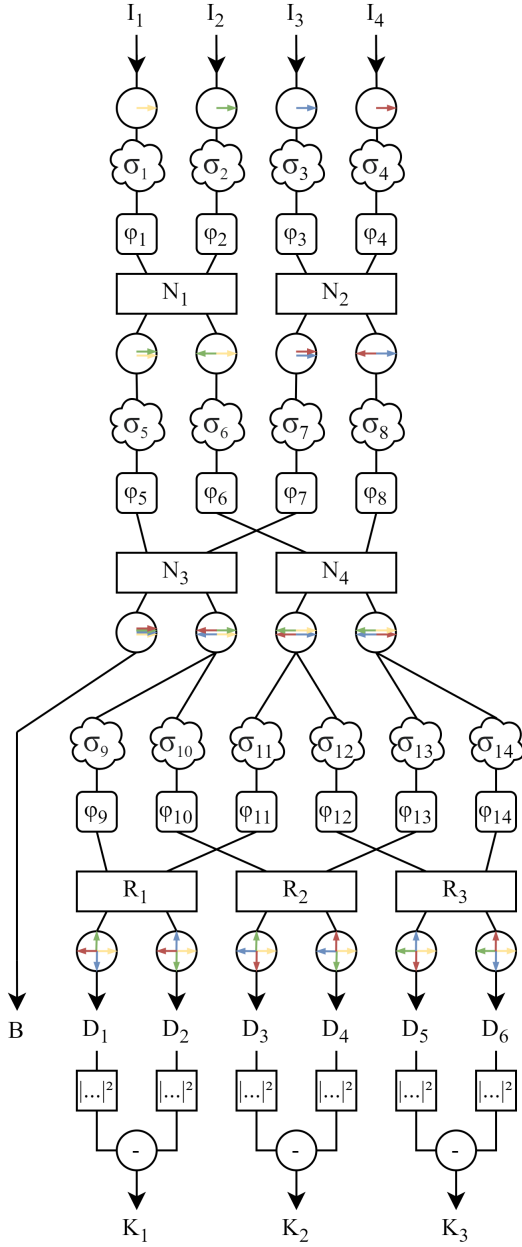 I₁ I₂ I₃ I₄
σ₁ σ₂ σ₃ σ₄
φ₁ φ₂ φ₃ φ₄
N₁ N₂
σ₅ σ₆ σ₇ σ₈
φ₅ φ₆ φ₇ φ₈
N₃ N₄
σ₉ σ₁₀ σ₁₁ σ₁₂ σ₁₃ σ₁₄
φ₉ φ₁₀ φ₁₁ φ₁₂ φ₁₃ φ₁₄
R₁ R₂ R₃
B D₁ D₂ D₃ D₄ D₅ D₆
|...|² |...|² |...|² |...|² |...|² |...|²
- - -
K₁ K₂ K₃